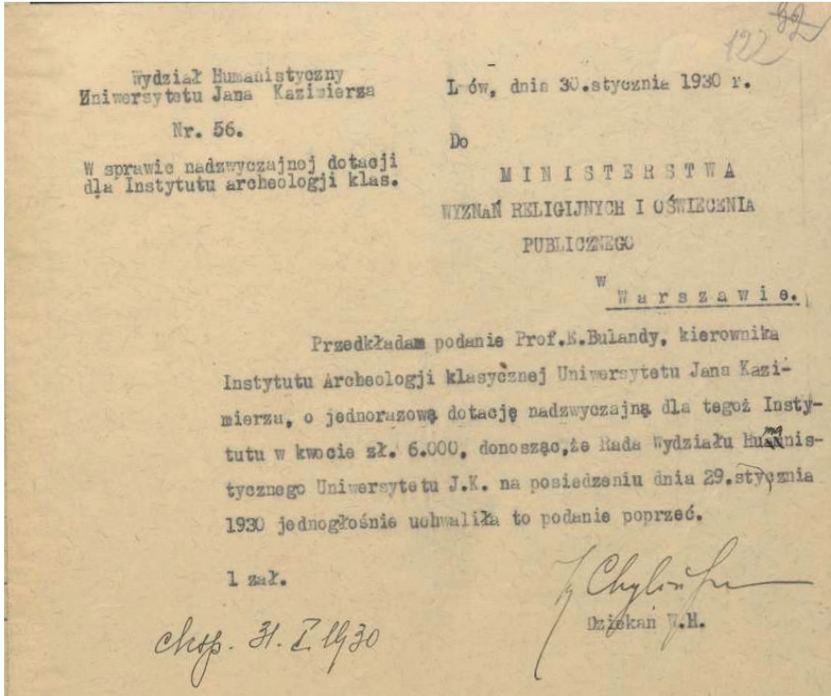 122
Wydział Humanistyczny
Uniwersytetu Jana Kazimierza
Nr. 56.
W sprawie nadzwyczajnej dotacji
dla Instytutu archeologji klas.
Lwów, dnia 30.stycznia 1930 r.
Do
MINISTERSTWA
WYZNAŃ RELIGIJNYCH I OŚWIECENIA
PUBLICZNEGO
w
Warszawie.
Przedkładam podanie Prof.E.Bulandy, kierownika
Instytutu Archeologji klasycznej Uniwersytetu Jana Kazi-
mierza, o jednorazową dotację nadzwyczajną dla tegoż Insty-
tutu w kwocie zł. 6.000, donosząc,że Rada Wydziału Humanis-
tycznego Uniwersytetu J.K. na posiedzeniu dnia 29.stycznia
1930 jednogłośnie uchwaliła to podanie poprzeć.
1 zał.
Dziekan W.H.
eksp. 31. I. 1930